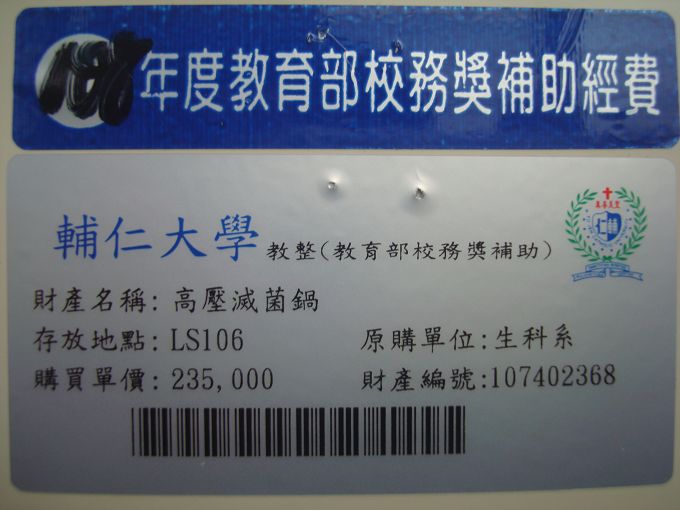 108年度教育部校務獎補助經費
輔仁大學 教整(教育部校務獎補助)
財產名稱: 高壓滅菌鍋
存放地點: LS106 原購單位:生科系
購買單價: 235,000 財產編號:107402368